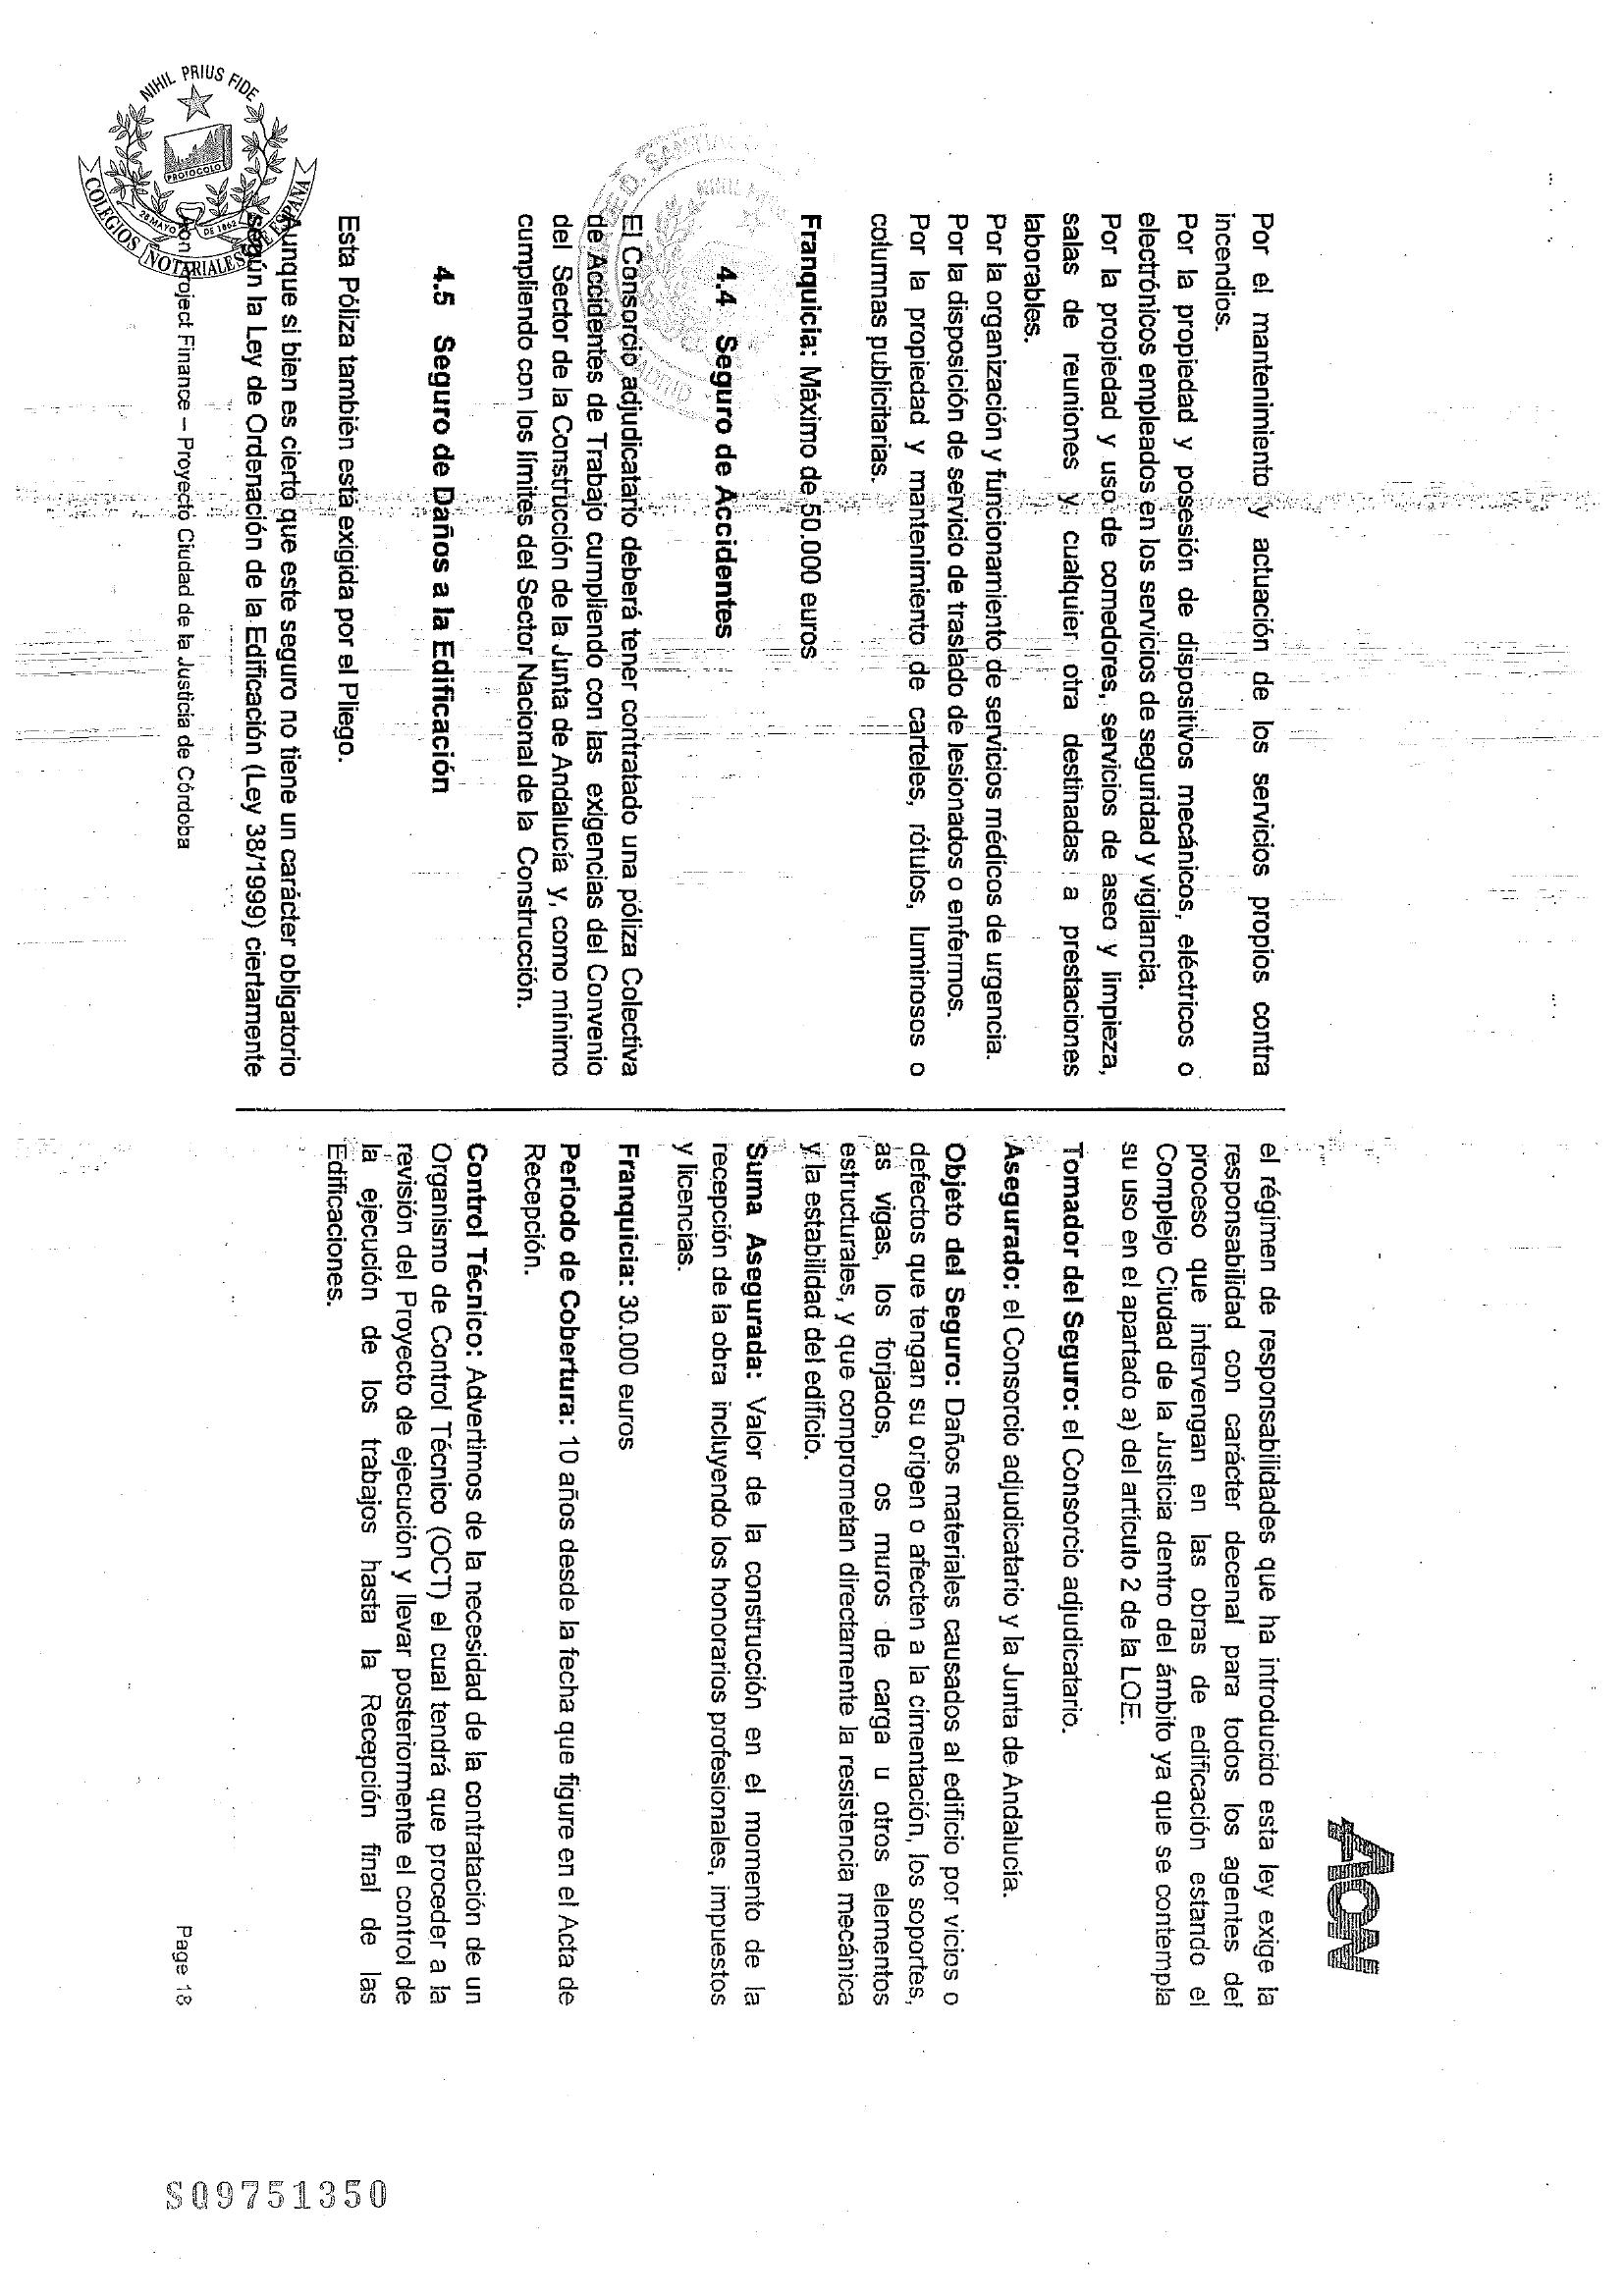 AON
Por el mantenimiento y actuación de los servicios propios contra
incendios.
Por la propiedad y posesión de dispositivos mecánicos, eléctricos o
electrónicos empleados en los servicios de seguridad y vigilancia.
Por la propiedad y uso de comedores, servicios de aseo y limpieza,
salas de reuniones y cualquier otra destinadas a prestaciones
laborables.
Por la organización y funcionamiento de servicios médicos de urgencia.
Por la disposición de servicio de traslado de lesionados o enfermos.
Por la propiedad y mantenimiento de carteles, rótulos, luminosos o
columnas publicitarias.
Franquicia: Máximo de 50.000 euros
4.4 Seguro de Accidentes
El Consorcio adjudicatario deberá tener contratado una póliza Colectiva
de Accidentes de Trabajo cumpliendo con las exigencias del Convenio
del Sector de la Construcción de la Junta de Andalucía y, como mínimo
cumpliendo con los límites del Sector Nacional de la Construcción.
4.5 Seguro de Daños a la Edificación
Esta Póliza también está exigida por el Pliego.
Aunque si bien es cierto que este seguro no tiene un carácter obligatorio
según la Ley de Ordenación de la Edificación (Ley 38/1999) ciertamente
el régimen de responsabilidades que ha introducido esta ley exige la
responsabilidad con carácter decenal para todos los agentes del
proceso que intervengan en las obras de edificación estando el
Complejo Ciudad de la Justicia dentro del ámbito ya que se contempla
su uso en el apartado a) del artículo 2 de la LOE.
Tomador del Seguro: el Consorcio adjudicatario.
Asegurado: el Consorcio adjudicatario y la Junta de Andalucía.
Objeto del Seguro: Daños materiales causados al edificio por vicios o
defectos que tengan su origen o afecten a la cimentación, los soportes,
as vigas, los forjados, os muros de carga u otros elementos
estructurales, y que comprometan directamente la resistencia mecánica
y la estabilidad del edificio.
Suma Asegurada: Valor de la construcción en el momento de la
recepción de la obra incluyendo los honorarios profesionales, impuestos
y licencias.
Franquicia: 30.000 euros
Periodo de Cobertura: 10 años desde la fecha que figure en el Acta de
Recepción.
Control Técnico: Advertimos de la necesidad de la contratación de un
Organismo de Control Técnico (OCT) el cual tendrá que proceder a la
revisión del Proyecto de ejecución y llevar posteriormente el control de
la ejecución de los trabajos hasta la Recepción final de las
Edificaciones.
Aon Project Finance – Proyecto Ciudad de la Justicia de Córdoba
Page 18
NIHIL PRIUS FIDE
PROTOCOLO
28 MAYO DE 1862
COLEGIOS NOTARIALES DE ESPAÑA
S09751350